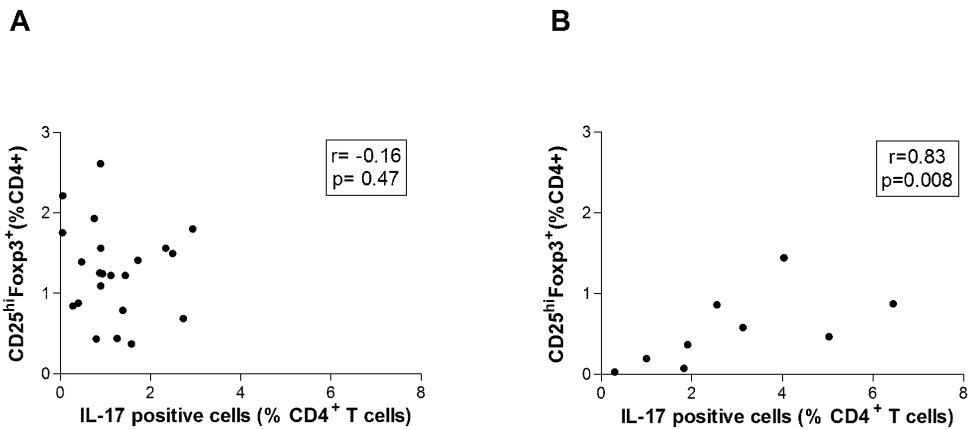 A
B
3
2
1
0
0
2
4
6
8
CD25hiFoxp3+(%CD4+)
IL-17 positive cells (% CD4+ T cells)
r= -0.16
p= 0.47
3
2
1
0
0
2
4
6
8
CD25hiFoxp3+(%CD4+)
IL-17 positive cells (% CD4+ T cells)
r=0.83
p=0.008